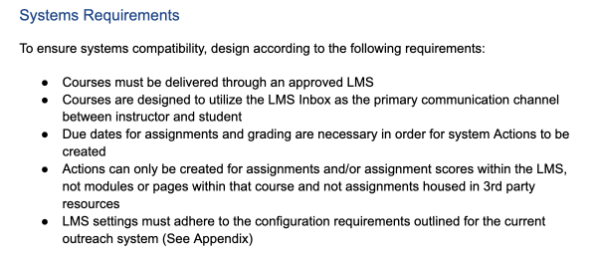 Systems Requirements
To ensure systems compatibility, design according to the following requirements:
• Courses must be delivered through an approved LMS
• Courses are designed to utilize the LMS Inbox as the primary communication channel
between instructor and student
• Due dates for assignments and grading are necessary in order for system Actions to be
created
• Actions can only be created for assignments and/or assignment scores within the LMS,
not modules or pages within that course and not assignments housed in 3rd party
resources
• LMS settings must adhere to the configuration requirements outlined for the current
outreach system (See Appendix)